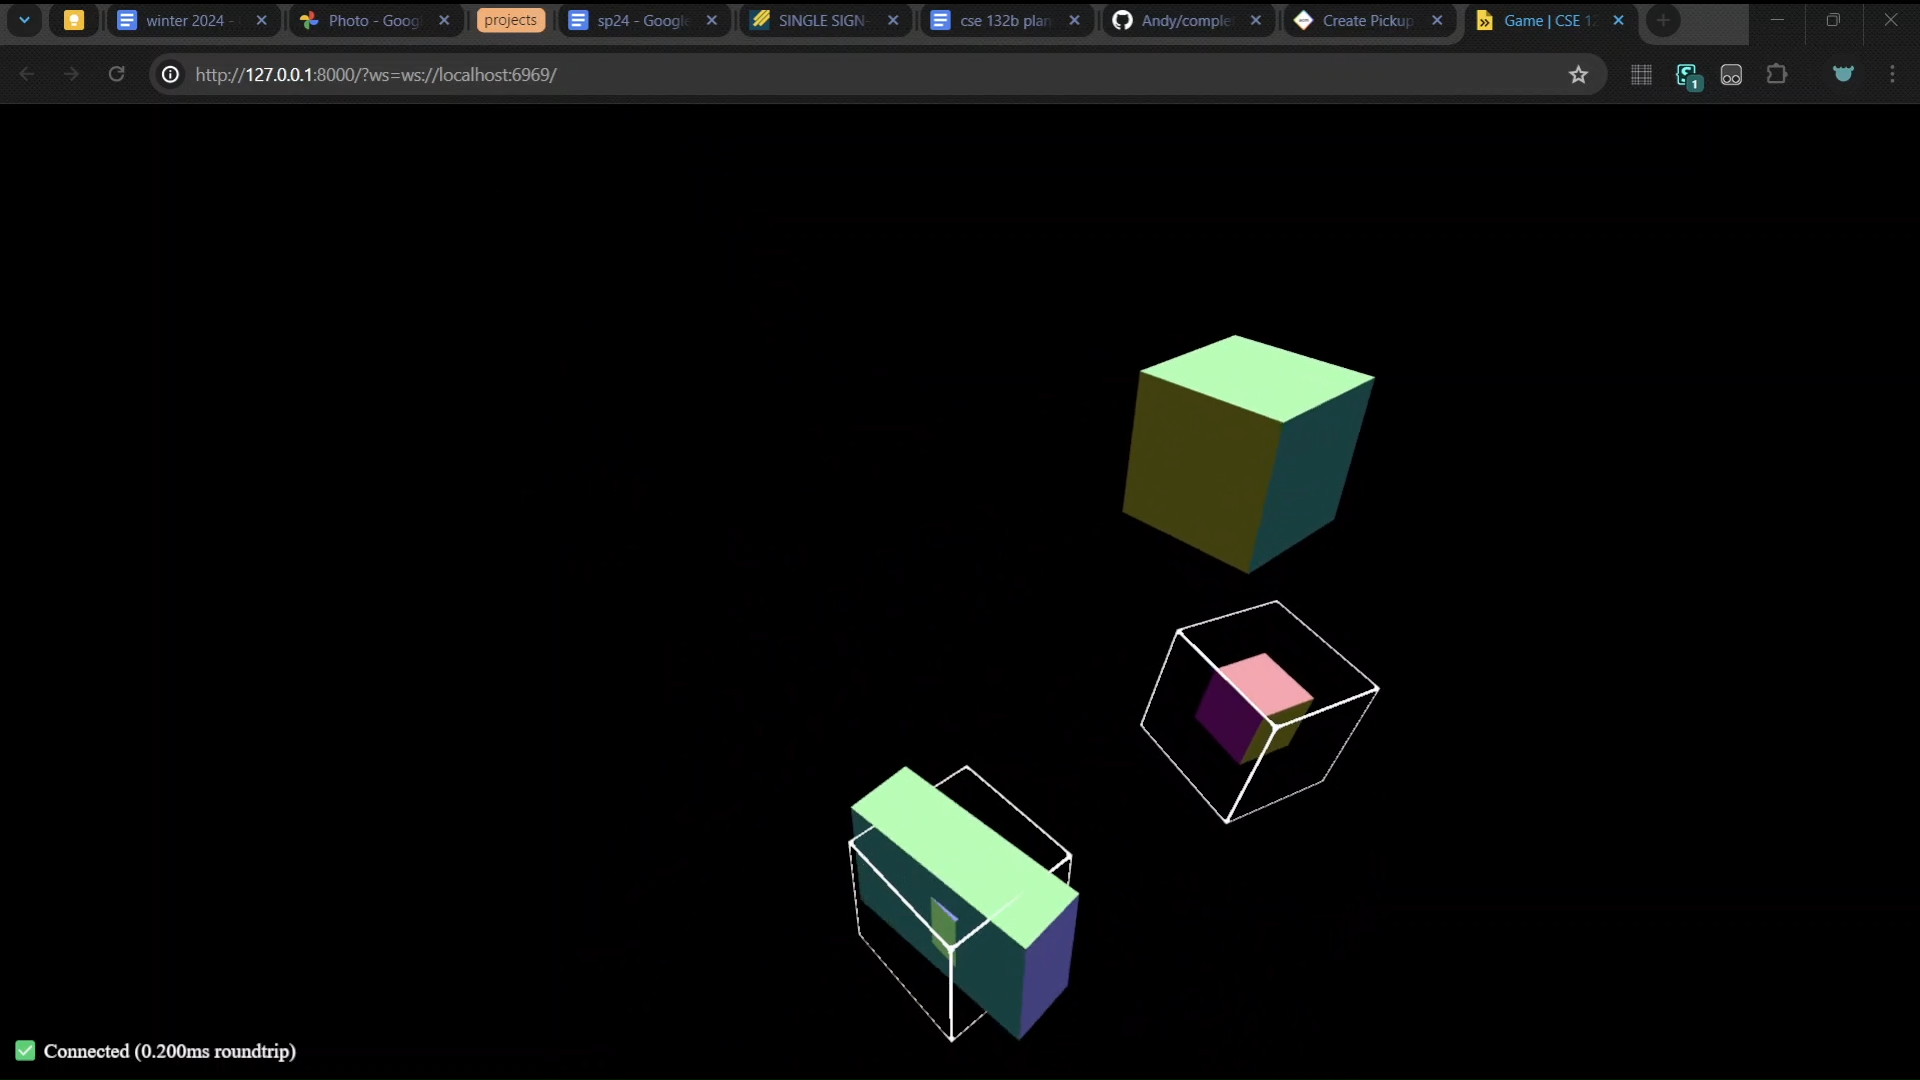 winter 2024 -
Photo - Goog
projects
sp24 - Google
SINGLE SIGN-
cse 132b plan
Andy/comple
Create Pickup
Game | CSE 12
http://127.0.0.1:8000/?ws=ws://localhost:6969/
1
Connected (0.200ms roundtrip)